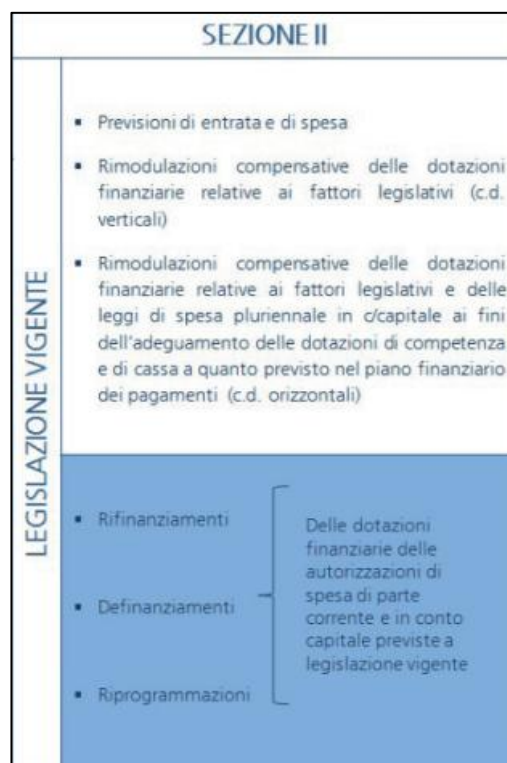 SEZIONE II
LEGISLAZIONE VIGENTE
▪ Previsioni di entrata e di spesa
▪ Rimodulazioni compensative delle dotazioni
finanziarie relative ai fattori legislativi (c.d.
verticali)
▪ Rimodulazioni compensative delle dotazioni
finanziarie relative ai fattori legislativi e delle
leggi di spesa pluriennale in c/capitale ai fini
dell'adeguamento delle dotazioni di competenza
e di cassa a quanto previsto nel piano finanziario
dei pagamenti (c.d. orizzontali)
▪ Rifinanziamenti
▪ Definanziamenti
▪ Riprogrammazioni
Delle dotazioni
finanziarie delle
autorizzazioni di
spesa di parte
corrente e in conto
capitale previste a
legislazione vigente